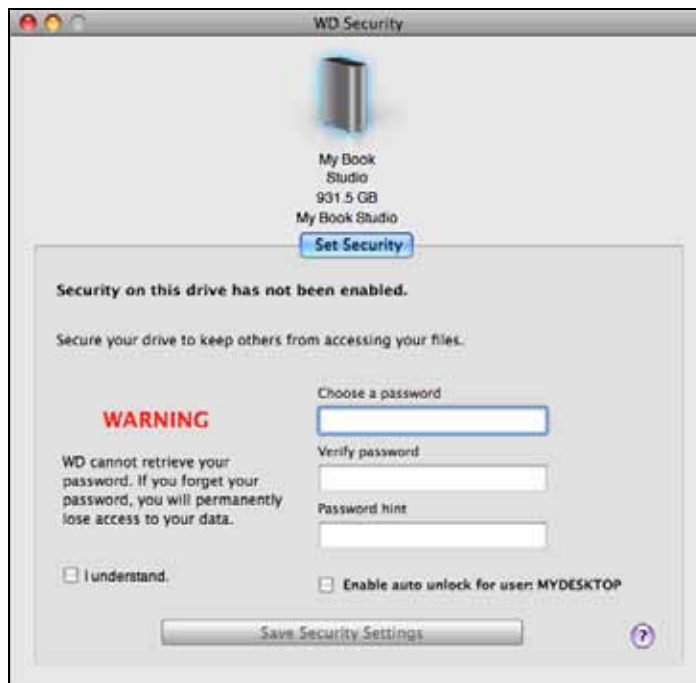 WD Security
My Book
Studio
931.5 GB
My Book Studio
Set Security
Security on this drive has not been enabled.
Secure your drive to keep others from accessing your files.
WARNING
WD cannot retrieve your
password. If you forget your
password, you will permanently
lose access to your data.
I understand.
Choose a password
Verify password
Password hint
Enable auto unlock for user: MYDESKTOP
Save Security Settings
?